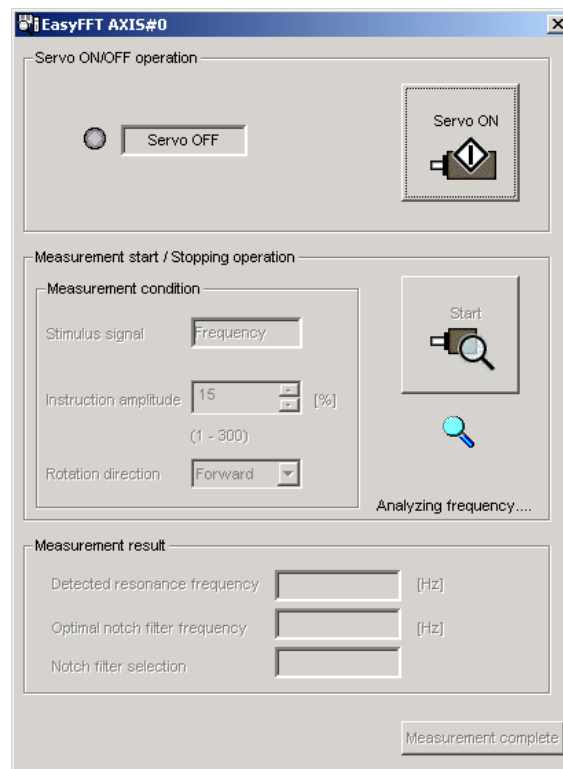 EasyFFT AXIS#0
Servo ON/OFF operation
Servo OFF
Servo ON
Measurement start / Stopping operation
Measurement condition
Stimulus signal Frequency
Start
Instruction amplitude 15 [%]
(1 - 300)
Rotation direction Forward
Analyzing frequency....
Measurement result
Detected resonance frequency [Hz]
Optimal notch filter frequency [Hz]
Notch filter selection
Measurement complete